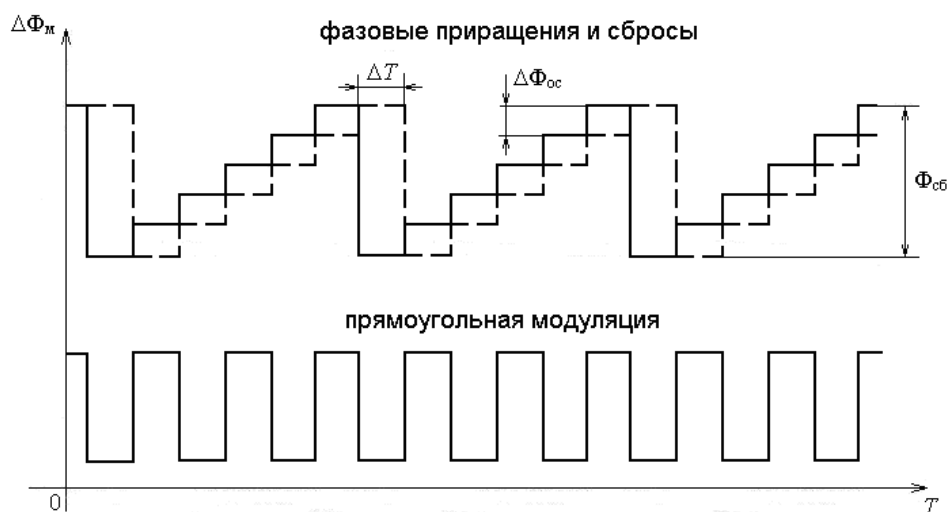 ΔΦм
фазовые приращения и сбросы
ΔT
ΔΦос
Φсб
прямоугольная модуляция
0
T